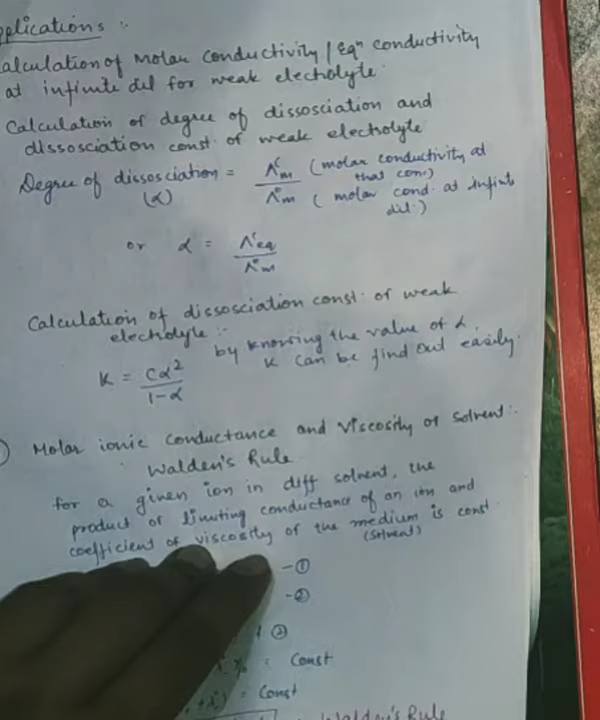 pplications :-
alculation of Molar conductivity / Eqn conductivity
at infinite dil for weak electrolyte.
Calculation of degree of dissosciation and
dissosciation const. of weak electrolyte
Degree of dissosciation = Λᶜm (molar conductivity at that conc)
(α) Λ°m (molar cond. at infinite dil.)
or α = Λᶜeq / Λ°m
Calculation of dissosciation const. of weak
electrolyte :-
by knowing the value of α,
K = Cα² / 1-α K can be find out easily.
Molar ionic conductance and viscosity of solvent :-
Walden's Rule
for a given ion in diff solvent, the
product of limiting conductance of an ion and
coefficient of viscosity of the medium is const
(solvent)
-①
-②
②
= Const
) = Const
Walden's Rule